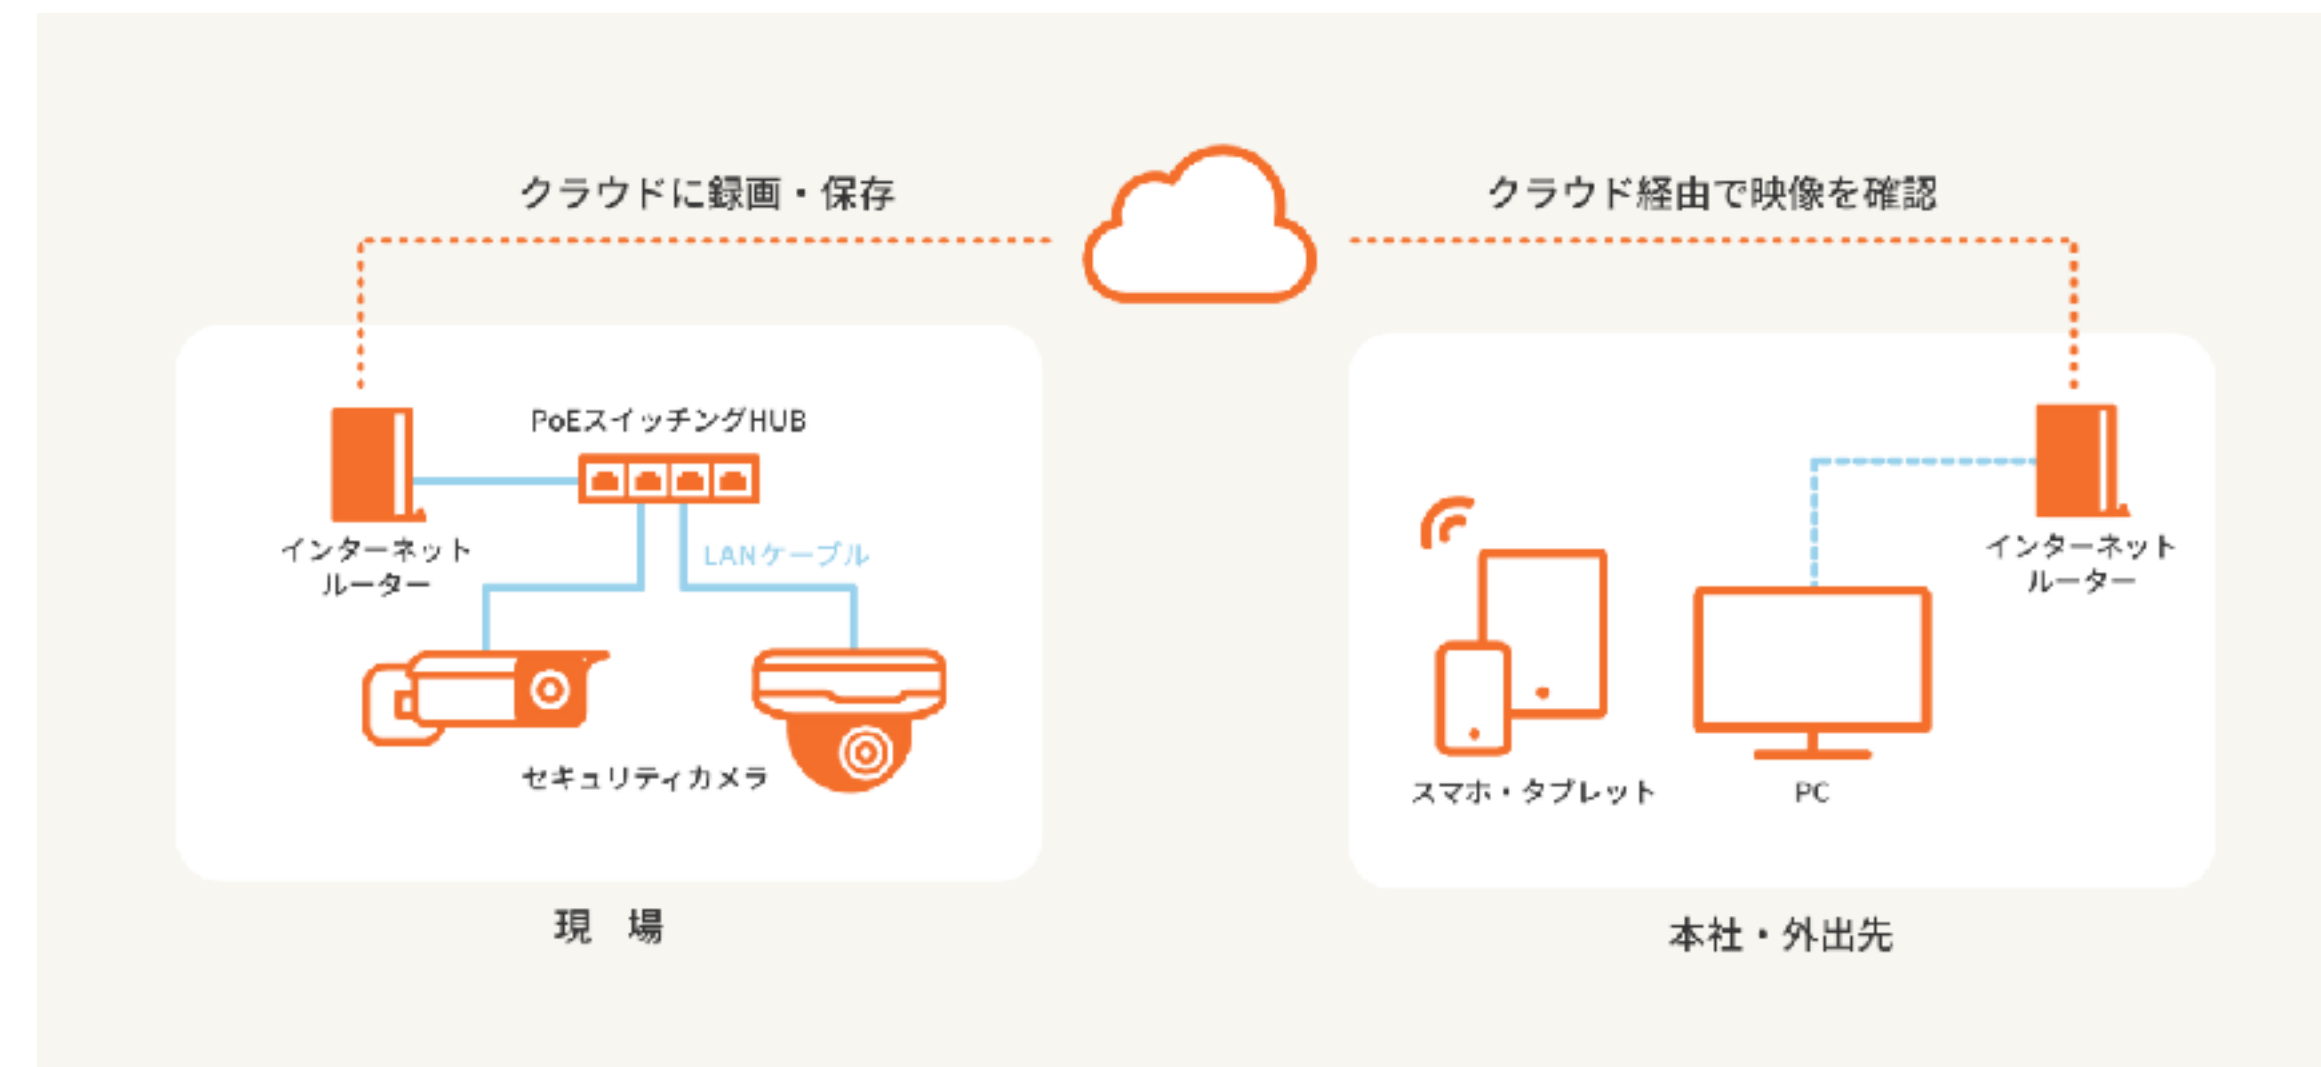 クラウドに録画・保存
クラウド経由で映像を確認
PoEスイッチングHUB
インターネット
ルーター
LANケーブル
セキュリティカメラ
現　場
インターネット
ルーター
スマホ・タブレット
PC
本社・外出先